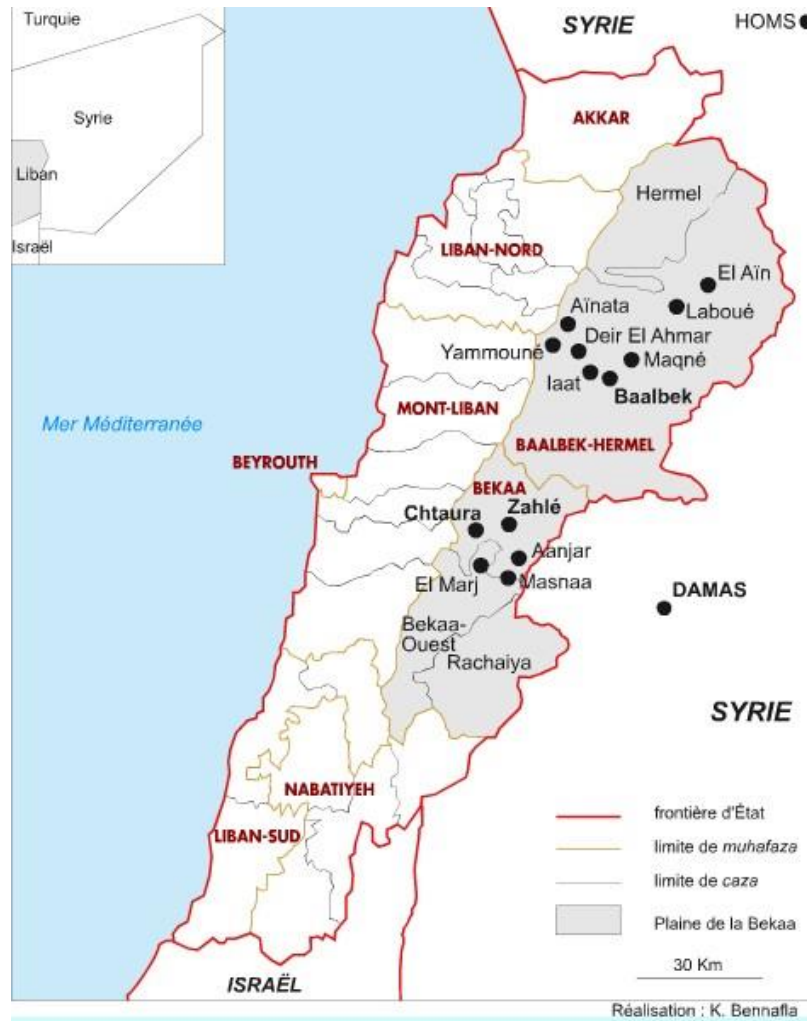 Turquie
Syrie
Liban
Israël
SYRIE
HOMS
AKKAR
Hermel
LIBAN-NORD
El Aïn
Laboué
Aïnata
Deir El Ahmar
Yammouné
Maqné
Iaat
Baalbek
MONT-LIBAN
Mer Méditerranée
BAALBEK-HERMEL
BEYROUTH
BEKAA
Chtaura
Zahlé
Aanjar
El Marj
Masnaa
DAMAS
Bekaa-
Ouest
Rachaiya
SYRIE
NABATIYEH
LIBAN-SUD
frontière d'État
limite de muhafaza
limite de caza
Plaine de la Bekaa
30 Km
ISRAËL
Réalisation : K. Bennafla